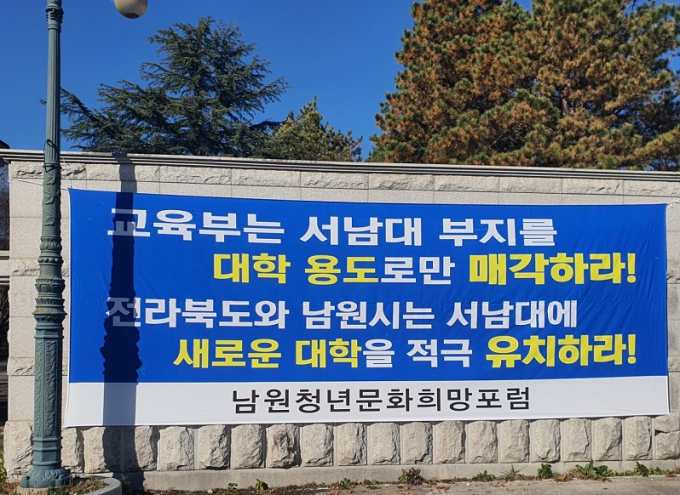 교육부는 서남대 부지를
대학 용도로만 매각하라!
전라북도와 남원시는 서남대에
새로운 대학을 적극 유치하라!
남원청년문화희망포럼